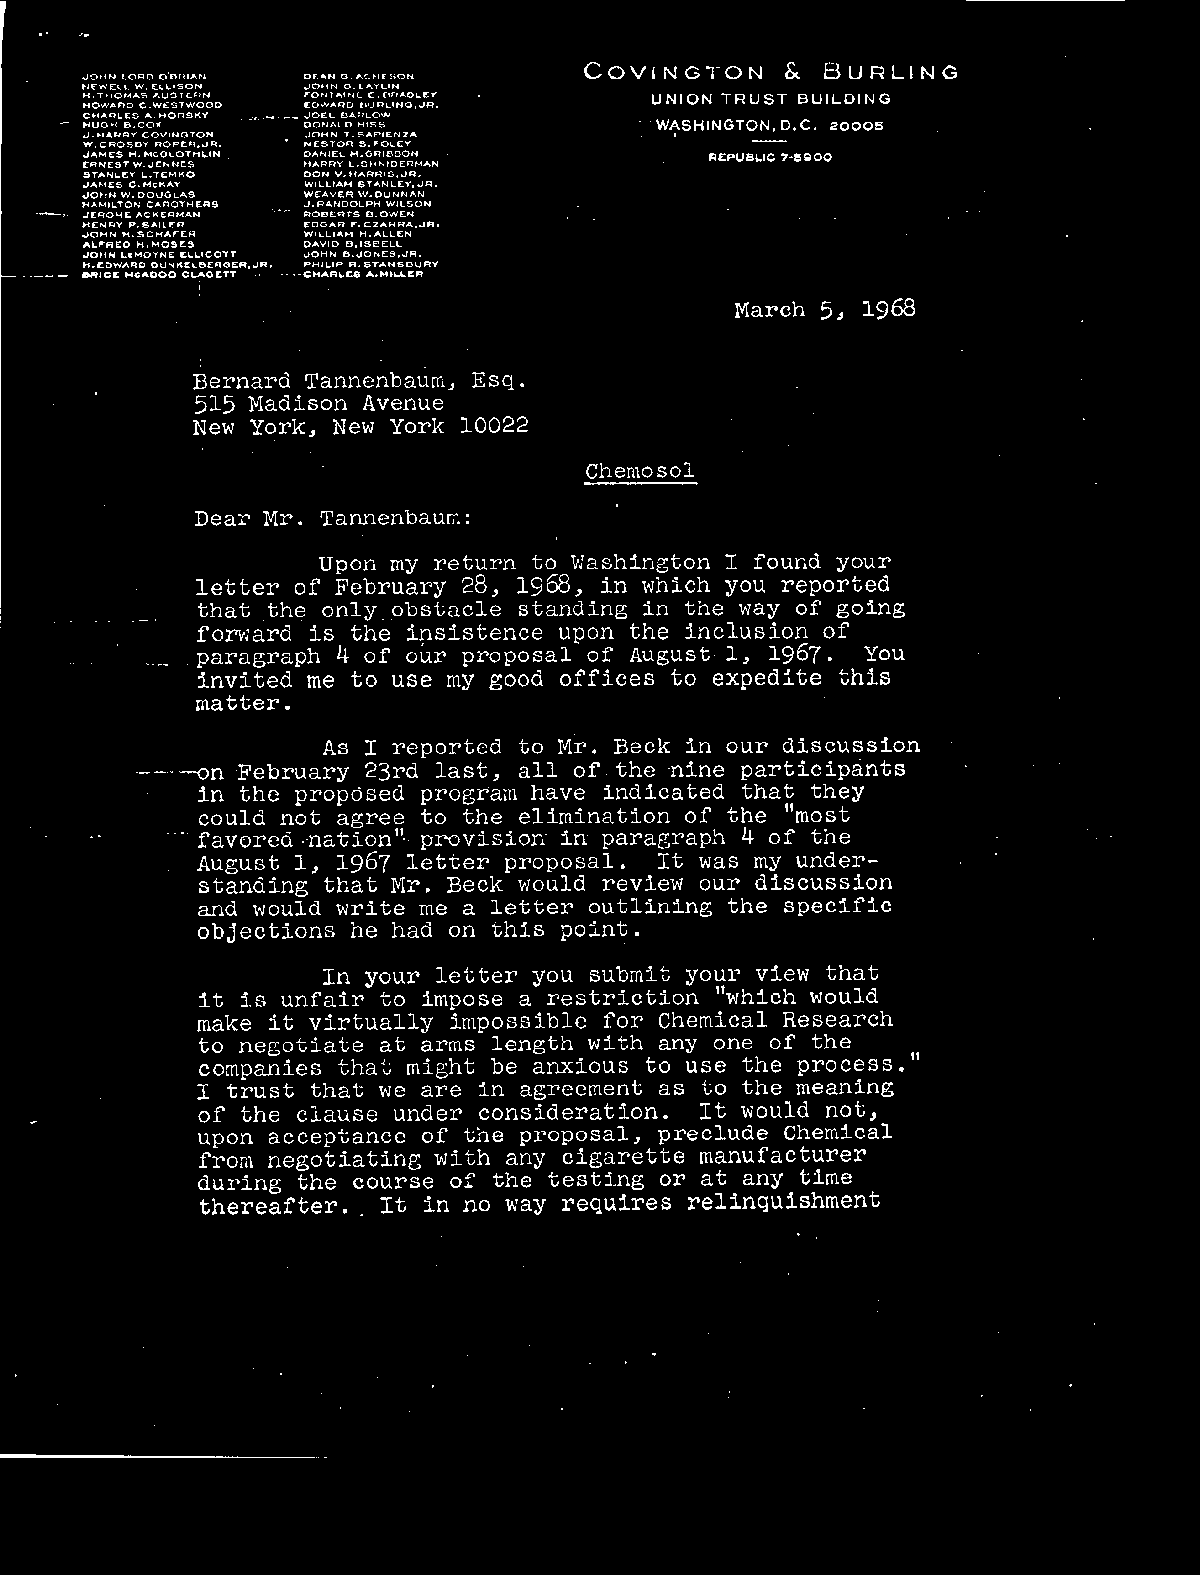 COVINGTON & BURLING
UNION TRUST BUILDING
WASHINGTON, D.C. 20005
REPUBLIC 7-5900
JOHN LORD O'BRIAN
NEWELL W. ELLISON
H. THOMAS AUSTERN
HOWARD C. WESTWOOD
CHARLES A. HORSKY
HUGH B. COX
J. HARRY COVINGTON
W. CROSBY ROPER, JR.
JAMES H. McGLOTHLIN
ERNEST W. JENNES
STANLEY L. TEMKO
JAMES C. McKAY
JOHN W. DOUGLAS
HAMILTON CAROTHERS
JEROME ACKERMAN
HENRY P. SAILER
JOHN H. SCHAFER
ALFRED H. MOSES
JOHN LeMOYNE ELLICOTT
H. EDWARD DUNKELBERGER, JR.
BRICE McADOO CLAGETT
DEAN G. ACHESON
JOHN G. LAYLIN
FONTAINE C. BRADLEY
EDWARD BURLING, JR.
JOEL BARLOW
DONALD HISS
JOHN T. SAPIENZA
NESTOR S. FOLEY
DANIEL M. GRIBBON
HARRY L. SHNIDERMAN
DON V. HARRIS, JR.
WILLIAM STANLEY, JR.
WEAVER W. DUNNAN
J. RANDOLPH WILSON
ROBERTS B. OWEN
EDGAR F. CZARRA, JR.
WILLIAM H. ALLEN
DAVID B. ISBELL
JOHN B. JONES, JR.
PHILIP R. STANSBURY
CHARLES A. MILLER
March 5, 1968
Bernard Tannenbaum, Esq.
515 Madison Avenue
New York, New York 10022
Chemosol
Dear Mr. Tannenbaum:
Upon my return to Washington I found your
letter of February 28, 1968, in which you reported
that the only obstacle standing in the way of going
forward is the insistence upon the inclusion of
paragraph 4 of our proposal of August 1, 1967. You
invited me to use my good offices to expedite this
matter.
As I reported to Mr. Beck in our discussion
on February 23rd last, all of the nine participants
in the proposed program have indicated that they
could not agree to the elimination of the "most
favored nation" provision in paragraph 4 of the
August 1, 1967 letter proposal. It was my under-
standing that Mr. Beck would review our discussion
and would write me a letter outlining the specific
objections he had on this point.
In your letter you submit your view that
it is unfair to impose a restriction "which would
make it virtually impossible for Chemical Research
to negotiate at arms length with any one of the
companies that might be anxious to use the process."
I trust that we are in agreement as to the meaning
of the clause under consideration. It would not,
upon acceptance of the proposal, preclude Chemical
from negotiating with any cigarette manufacturer
during the course of the testing or at any time
thereafter. It in no way requires relinquishment